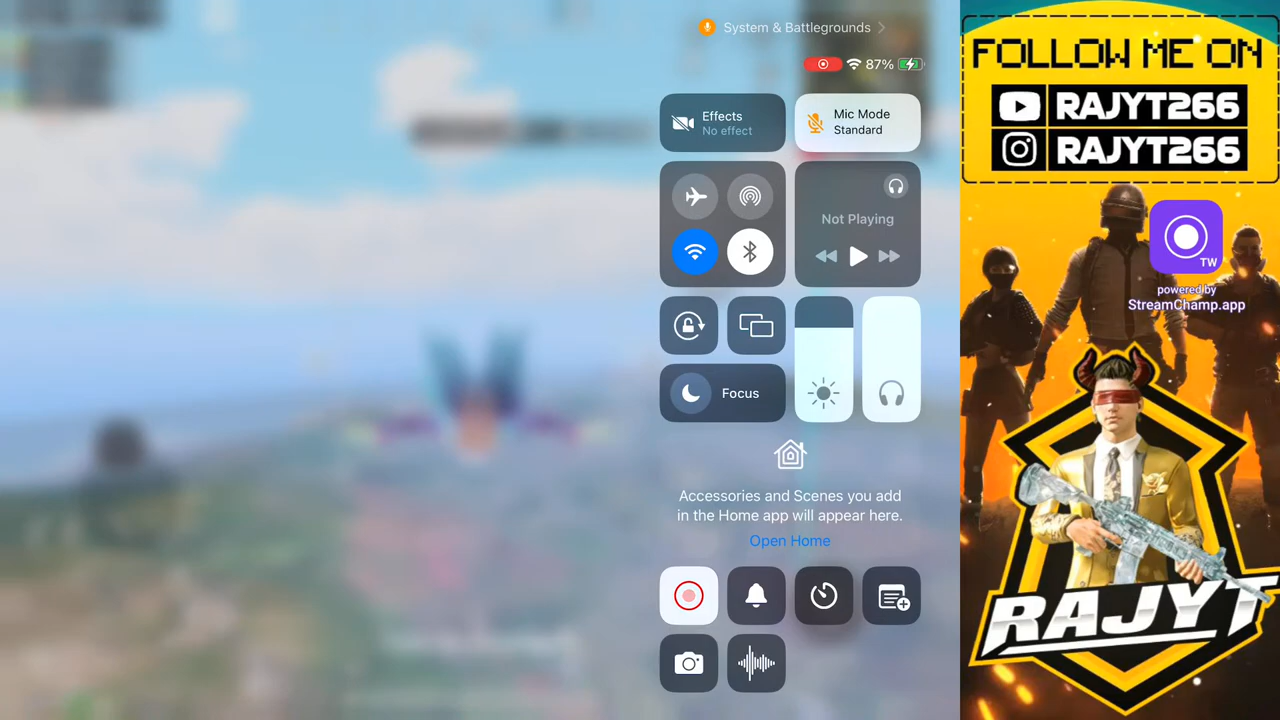 System & Battlegrounds
87%
Effects
No effect
Mic Mode
Standard
Not Playing
Focus
Accessories and Scenes you add
in the Home app will appear here.
Open Home
FOLLOW ME ON
RAJYT266
RAJYT266
TW
powered by
StreamChamp.app
RAJYT